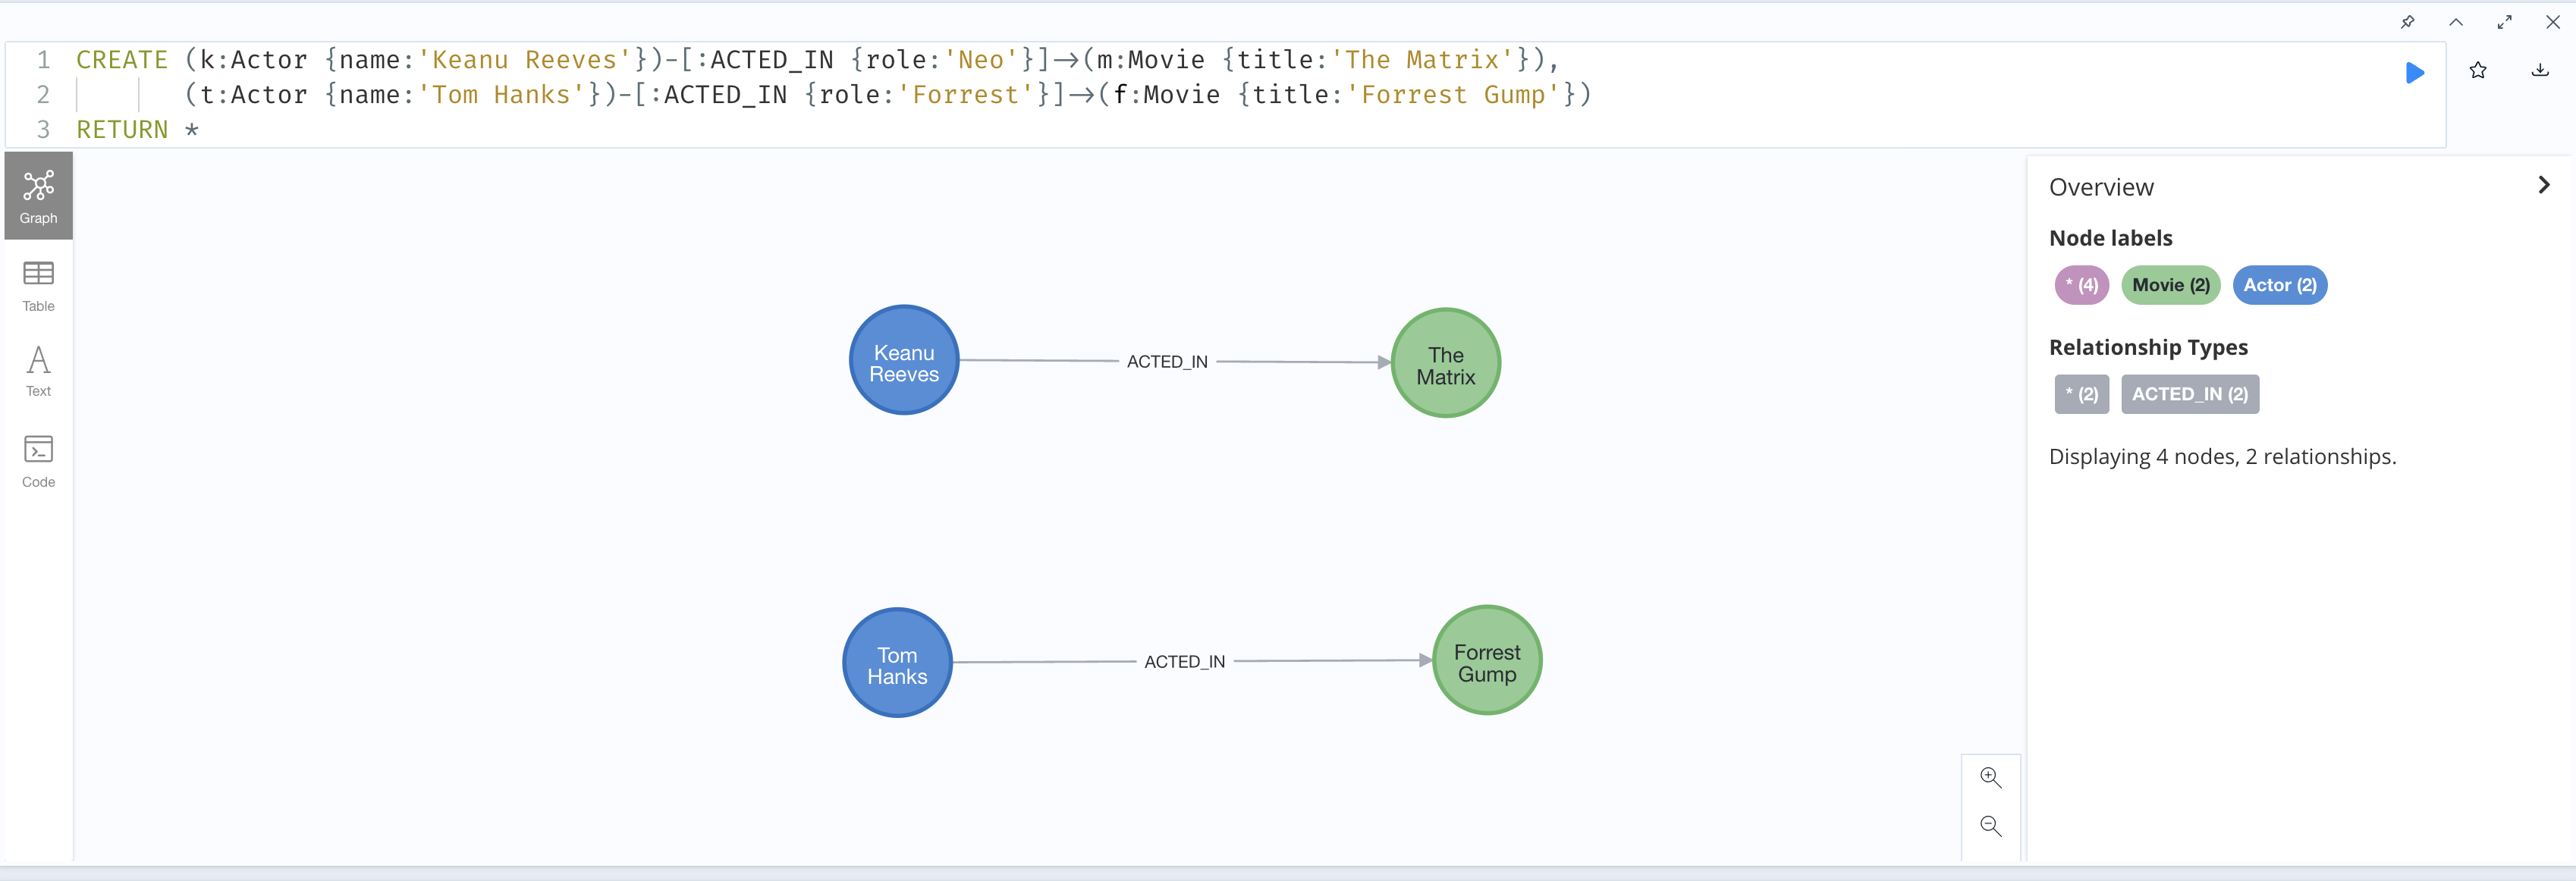 1 CREATE (k:Actor {name:'Keanu Reeves'})-[:ACTED_IN {role:'Neo'}]->(m:Movie {title:'The Matrix'}),
2 (t:Actor {name:'Tom Hanks'})-[:ACTED_IN {role:'Forrest'}]->(f:Movie {title:'Forrest Gump'})
3 RETURN *
Graph
Table
Text
Code
Keanu
Reeves
ACTED_IN
The
Matrix
Tom
Hanks
ACTED_IN
Forrest
Gump
Overview
Node labels
* (4) Movie (2) Actor (2)
Relationship Types
* (2) ACTED_IN (2)
Displaying 4 nodes, 2 relationships.